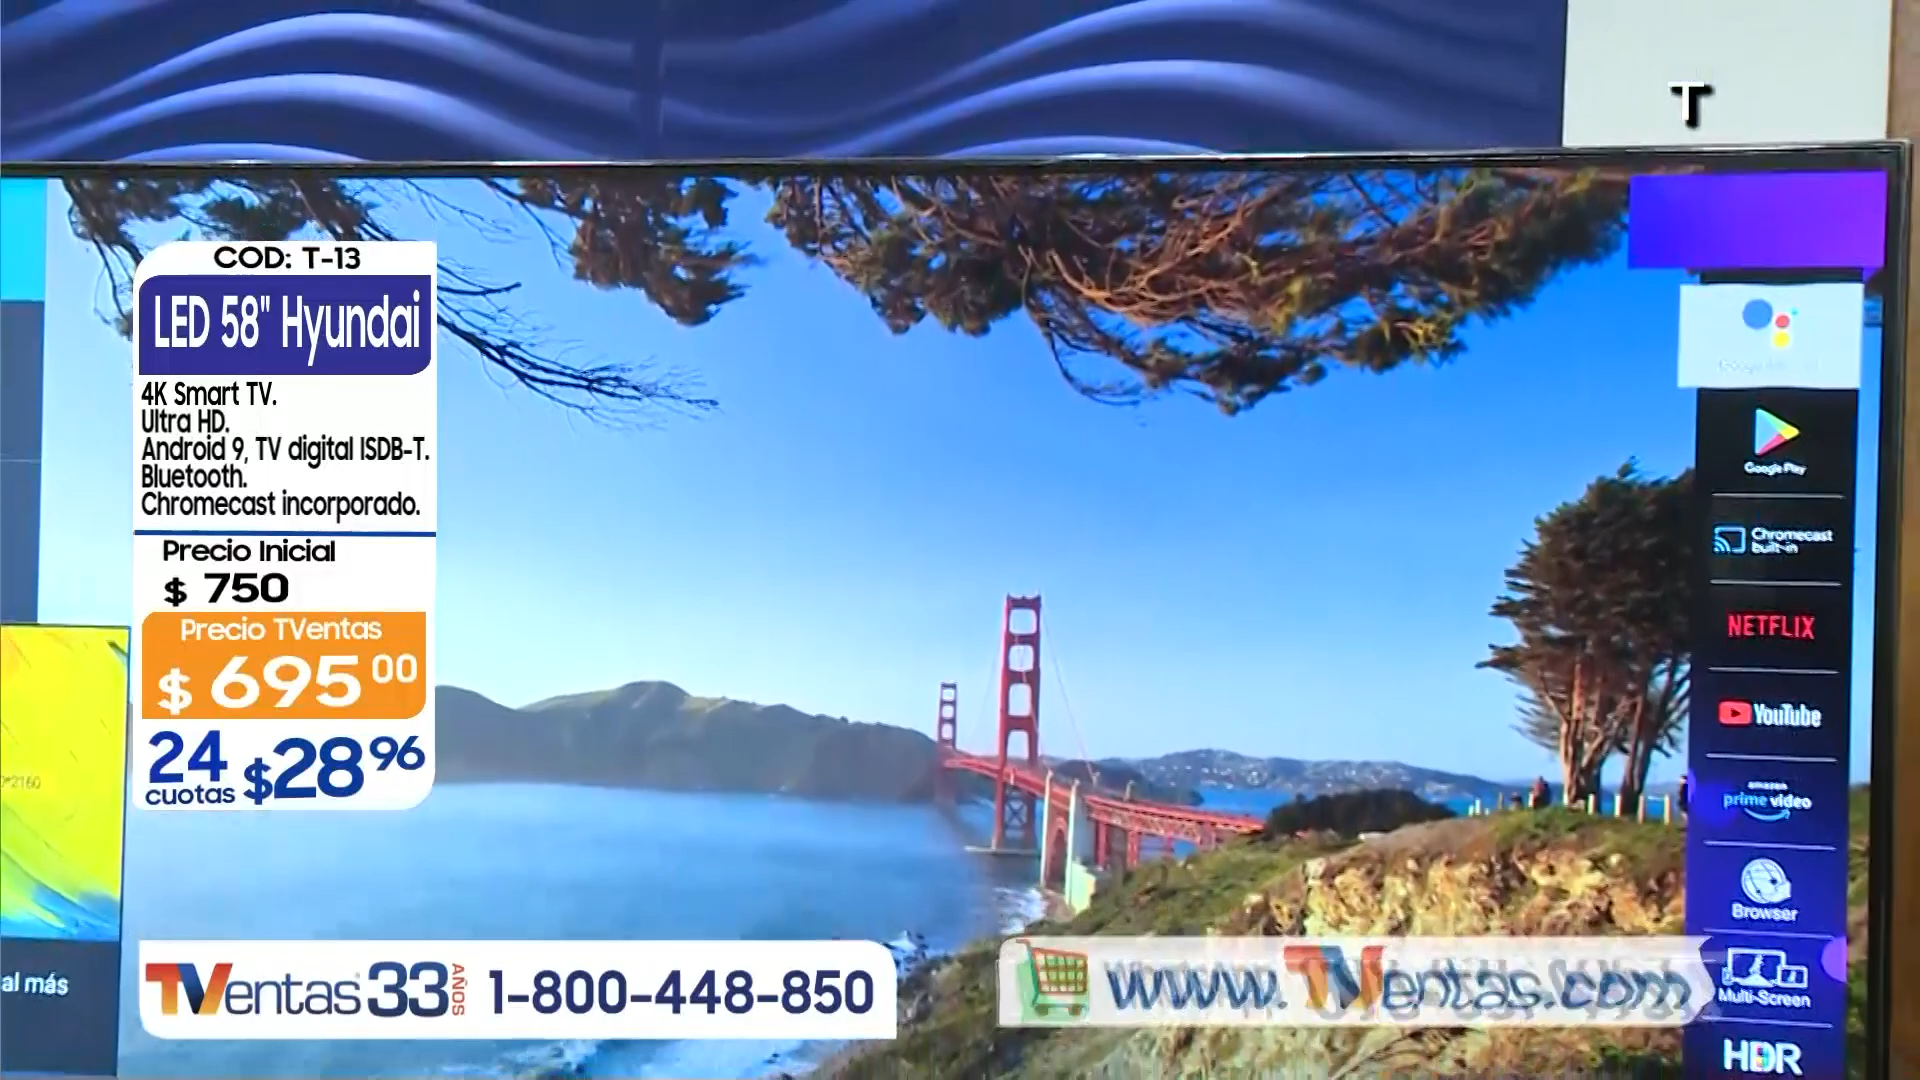 T
COD: T-13
LED 58" Hyundai
4K Smart TV.
Ultra HD.
Android 9, TV digital ISDB-T.
Bluetooth.
Chromecast incorporado.
Precio Inicial
$ 750
Precio TVentas
$ 695 00
24 cuotas $28 96
TVentas 33 AÑOS 1-800-448-850
www.TVentas.com
al más
Google Play
Chromecast
built-in
NETFLIX
YouTube
amazon
prime video
Browser
Multi-Screen
HDR